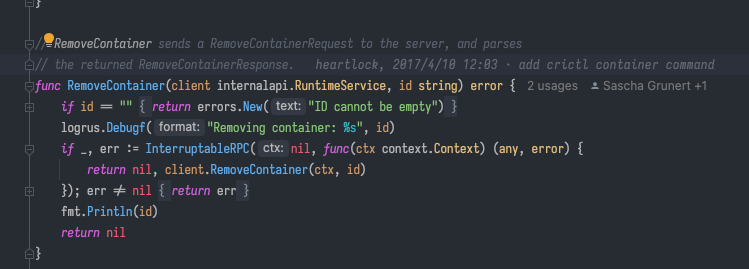 }
// RemoveContainer sends a RemoveContainerRequest to the server, and parses
// the returned RemoveContainerResponse. heartlock, 2017/4/10 12:03 · add crictl container command
func RemoveContainer(client internalapi.RuntimeService, id string) error { 2 usages Sascha Grunert +1
if id == "" { return errors.New( text: "ID cannot be empty") }
logrus.Debugf( format: "Removing container: %s", id)
if _, err := InterruptableRPC( ctx: nil, func(ctx context.Context) (any, error) {
return nil, client.RemoveContainer(ctx, id)
}); err ≠ nil { return err }
fmt.Println(id)
return nil
}